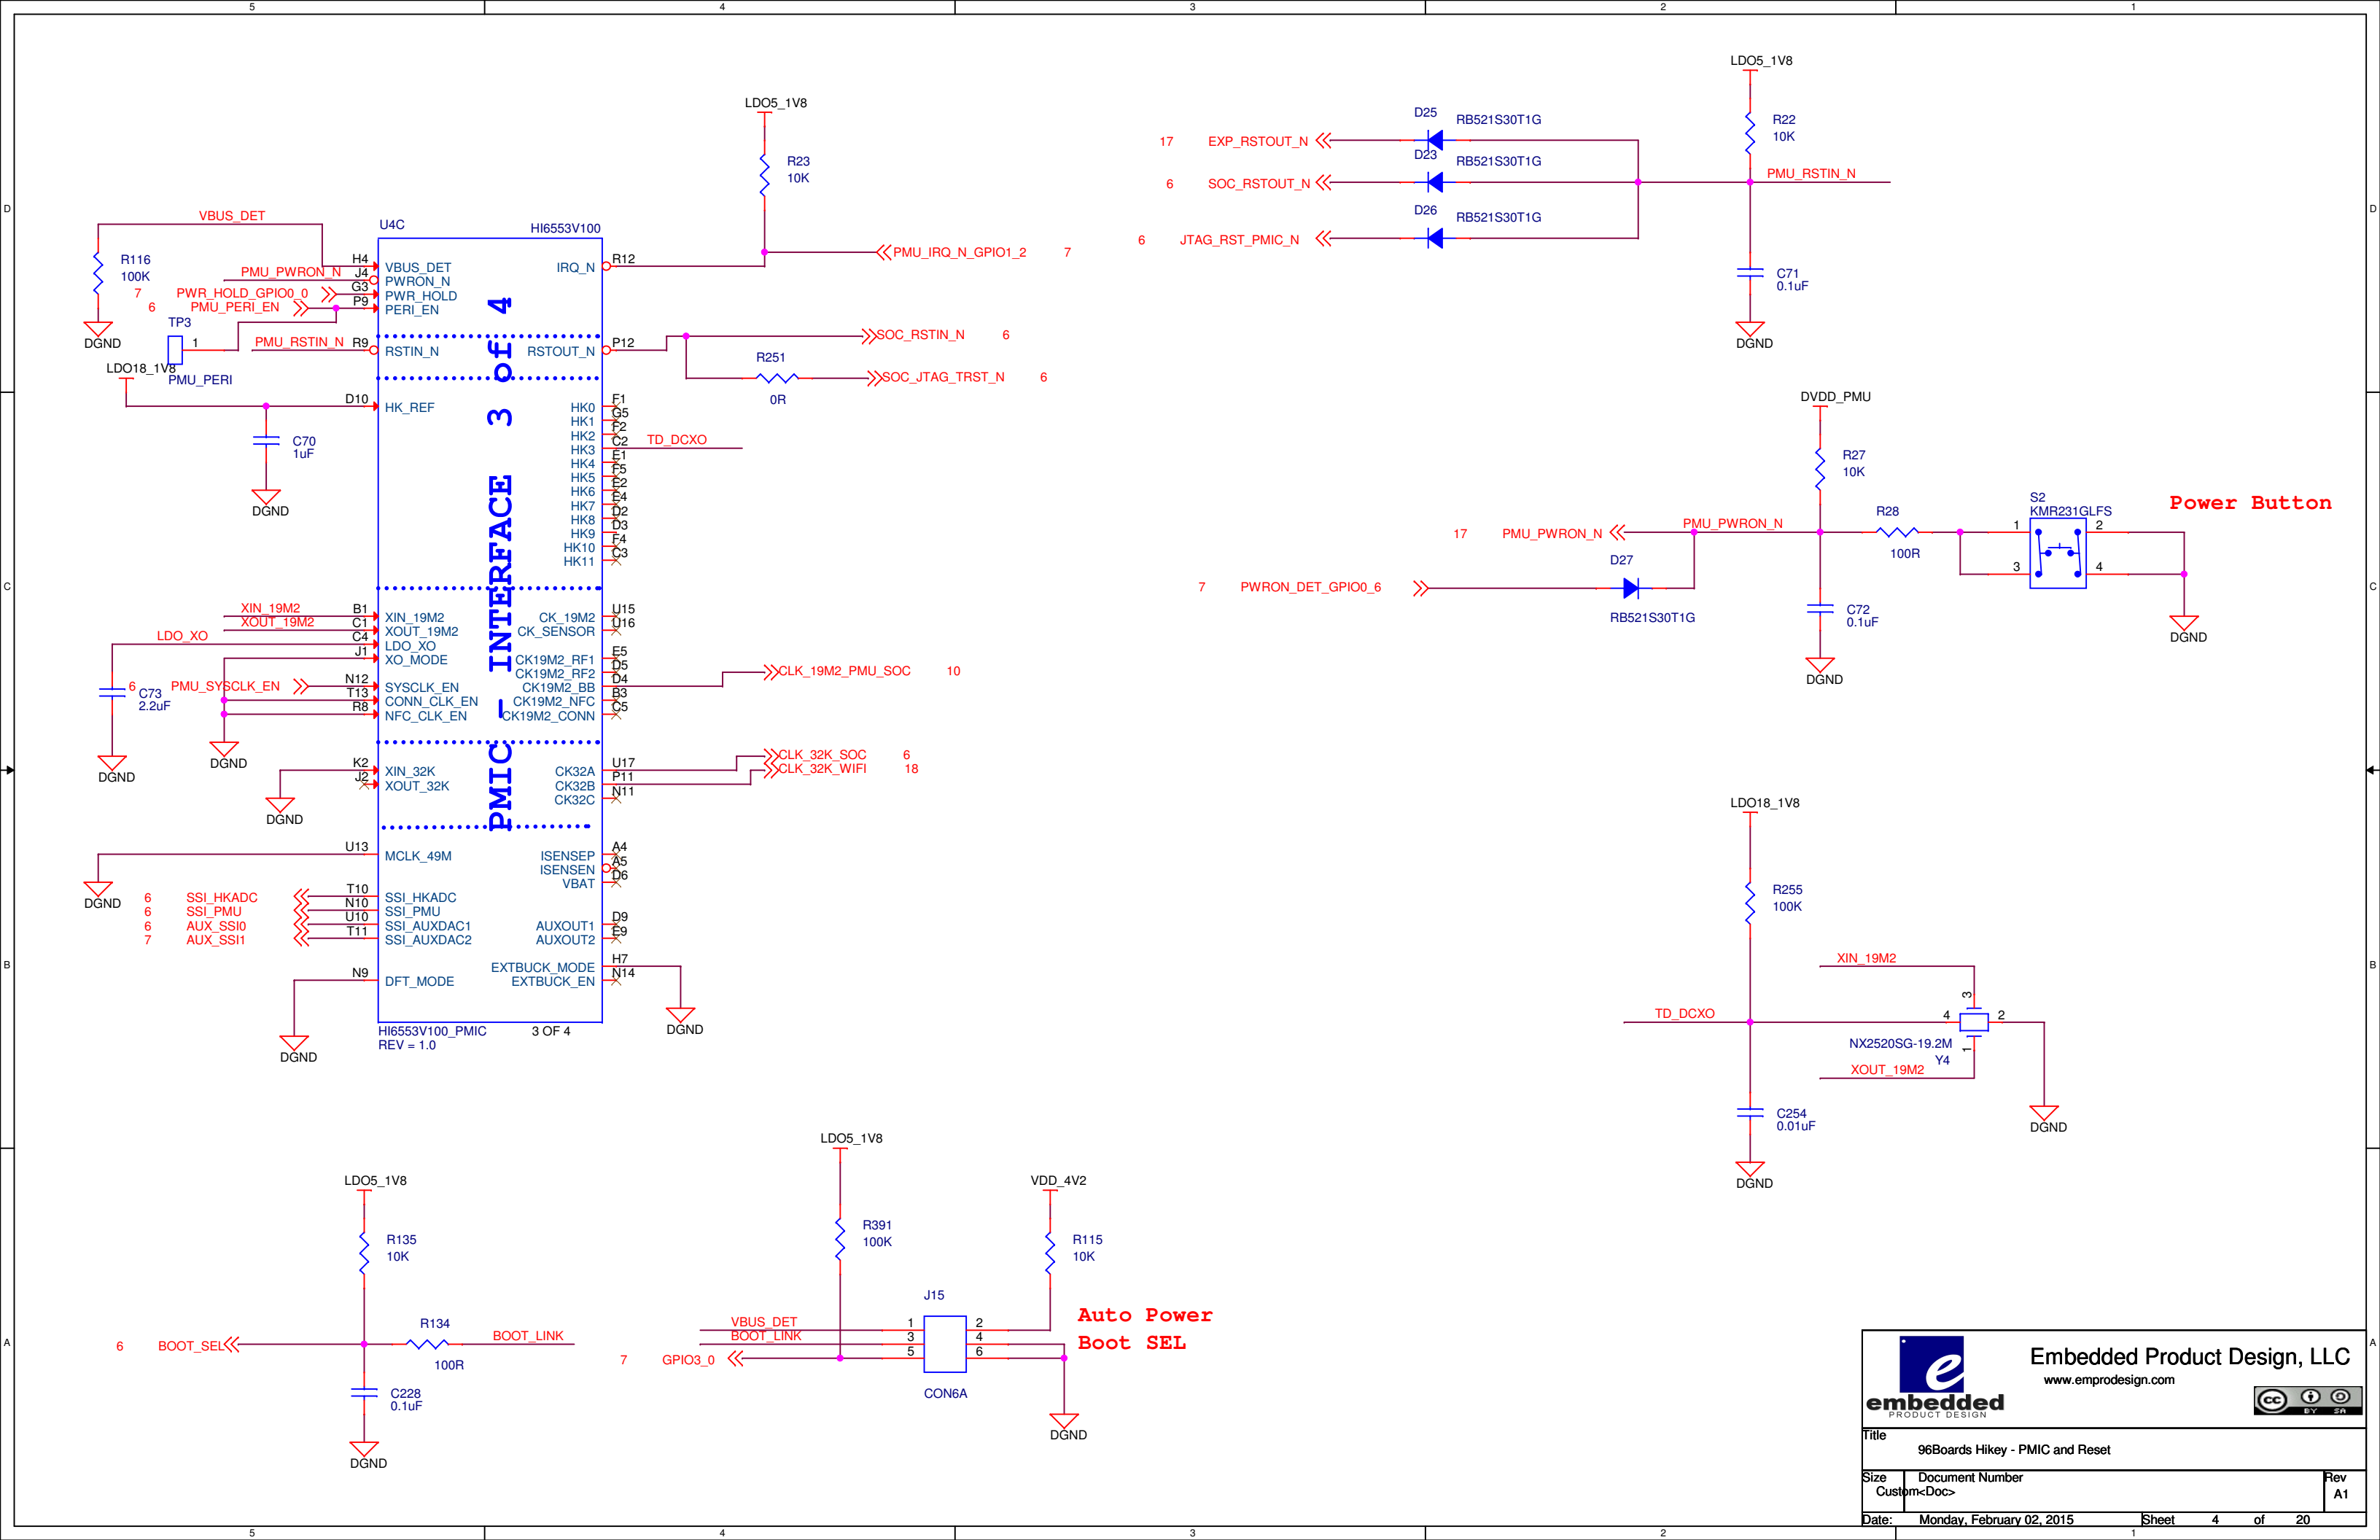 5 4 3 2 1
D
C
B
A
LDO5_1V8
R23
10K
PMU_IRQ_N_GPIO1_2 7
VBUS_DET
R116
100K
DGND
PMU_PWRON_N
7 PWR_HOLD_GPIO0_0
6 PMU_PERI_EN
TP3
1
PMU_PERI
PMU_RSTIN_N
LDO18_1V8
C70
1uF
DGND
U4C HI6553V100
H4 VBUS_DET IRQ_N R12
J4 PWRON_N
G3 PWR_HOLD
P9 PERI_EN
R9 RSTIN_N RSTOUT_N P12
D10 HK_REF HK0 F1
HK1 G5
HK2 F2
HK3 C2 TD_DCXO
HK4 E1
HK5 F5
HK6 E2
HK7 E4
HK8 D2
HK9 D3
HK10 F4
HK11 C3
SOC_RSTIN_N 6
R251
0R
SOC_JTAG_TRST_N 6
XIN_19M2 B1 XIN_19M2 CK_19M2 U15
XOUT_19M2 C1 XOUT_19M2 CK_SENSOR U16
LDO_XO C4 LDO_XO
J1 XO_MODE CK19M2_RF1 E5
CK19M2_RF2 D5
6 PMU_SYSCLK_EN N12 SYSCLK_EN CK19M2_BB D4
T13 CONN_CLK_EN CK19M2_NFC B3
R8 NFC_CLK_EN CK19M2_CONN C5
CLK_19M2_PMU_SOC 10
C73
2.2uF
DGND
DGND
K2 XIN_32K CK32A U17
J2 XOUT_32K CK32B P11
CK32C N11
CLK_32K_SOC 6
CLK_32K_WIFI 18
DGND
PMIC - INTERFACE 3 of 4
U13 MCLK_49M ISENSEP A4
ISENSEN A5
VBAT D6
DGND
6 SSI_HKADC T10 SSI_HKADC
6 SSI_PMU N10 SSI_PMU
6 AUX_SSI0 U10 SSI_AUXDAC1 AUXOUT1 D9
7 AUX_SSI1 T11 SSI_AUXDAC2 AUXOUT2 E9
EXTBUCK_MODE H7
N9 DFT_MODE EXTBUCK_EN N14
DGND
DGND
HI6553V100_PMIC 3 OF 4
REV = 1.0
LDO5_1V8
R22
10K
17 EXP_RSTOUT_N D25 RB521S30T1G
6 SOC_RSTOUT_N D23 RB521S30T1G
6 JTAG_RST_PMIC_N D26 RB521S30T1G
PMU_RSTIN_N
C71
0.1uF
DGND
DVDD_PMU
R27
10K
17 PMU_PWRON_N
PMU_PWRON_N
R28
100R
S2
KMR231GLFS
1 2
3 4
Power Button
7 PWRON_DET_GPIO0_6
D27
RB521S30T1G
C72
0.1uF
DGND
DGND
LDO18_1V8
R255
100K
XIN_19M2
TD_DCXO
3
4 2
1
NX2520SG-19.2M
Y4
XOUT_19M2
C254
0.01uF
DGND
DGND
LDO5_1V8
R135
10K
6 BOOT_SEL
R134
100R
BOOT_LINK
C228
0.1uF
DGND
LDO5_1V8
R391
100K
VDD_4V2
R115
10K
J15
VBUS_DET 1 2
BOOT_LINK 3 4
7 GPIO3_0 5 6
CON6A
DGND
Auto Power
Boot SEL
e
embedded
PRODUCT DESIGN
Embedded Product Design, LLC
www.emprodesign.com
cc BY SA
Title
96Boards Hikey - PMIC and Reset
Size Document Number Rev
Custom <Doc> A1
Date: Monday, February 02, 2015 Sheet 4 of 20
5 4 3 2 1
D
C
B
A